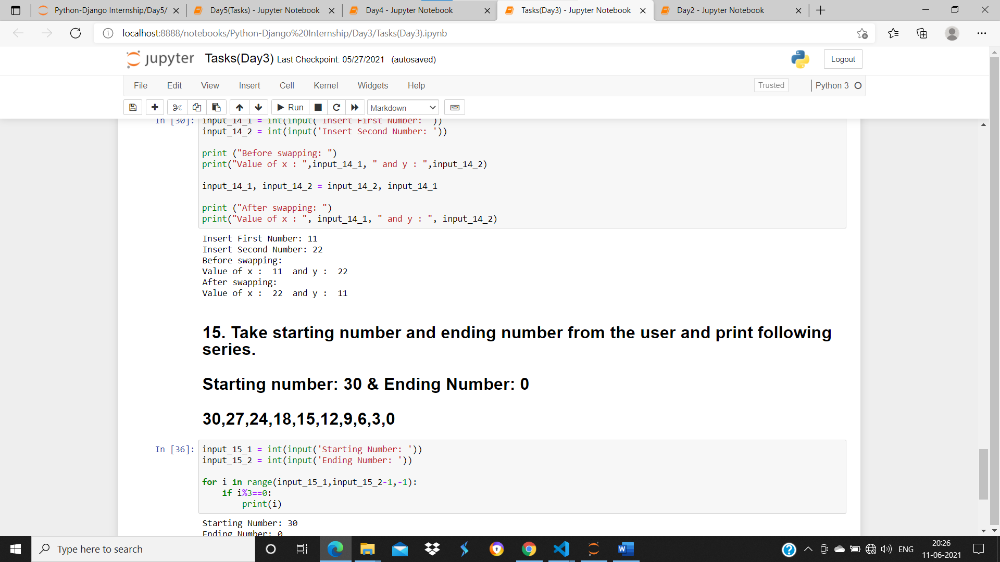 Python-Django Internship/Day5/
Day5(Tasks) - Jupyter Notebook
Day4 - Jupyter Notebook
Tasks(Day3) - Jupyter Notebook
Day2 - Jupyter Notebook
localhost:8888/notebooks/Python-Django%20Internship/Day3/Tasks(Day3).ipynb
jupyter Tasks(Day3) Last Checkpoint: 05/27/2021 (autosaved)
Logout
File Edit View Insert Cell Kernel Widgets Help
Trusted
Python 3
Run
Markdown
In [30]: input_14_1 = int(input('Insert First Number: '))
input_14_2 = int(input('Insert Second Number: '))
print ("Before swapping: ")
print("Value of x : ",input_14_1, " and y : ",input_14_2)
input_14_1, input_14_2 = input_14_2, input_14_1
print ("After swapping: ")
print("Value of x : ", input_14_1, " and y : ", input_14_2)
Insert First Number: 11
Insert Second Number: 22
Before swapping:
Value of x :  11  and y :  22
After swapping:
Value of x :  22  and y :  11
15. Take starting number and ending number from the user and print following
series.
Starting number: 30 & Ending Number: 0
30,27,24,18,15,12,9,6,3,0
In [36]: input_15_1 = int(input('Starting Number: '))
input_15_2 = int(input('Ending Number: '))
for i in range(input_15_1,input_15_2-1,-1):
    if i%3==0:
        print(i)
Starting Number: 30
Ending Number: 0
Type here to search
ENG
20:26
11-06-2021